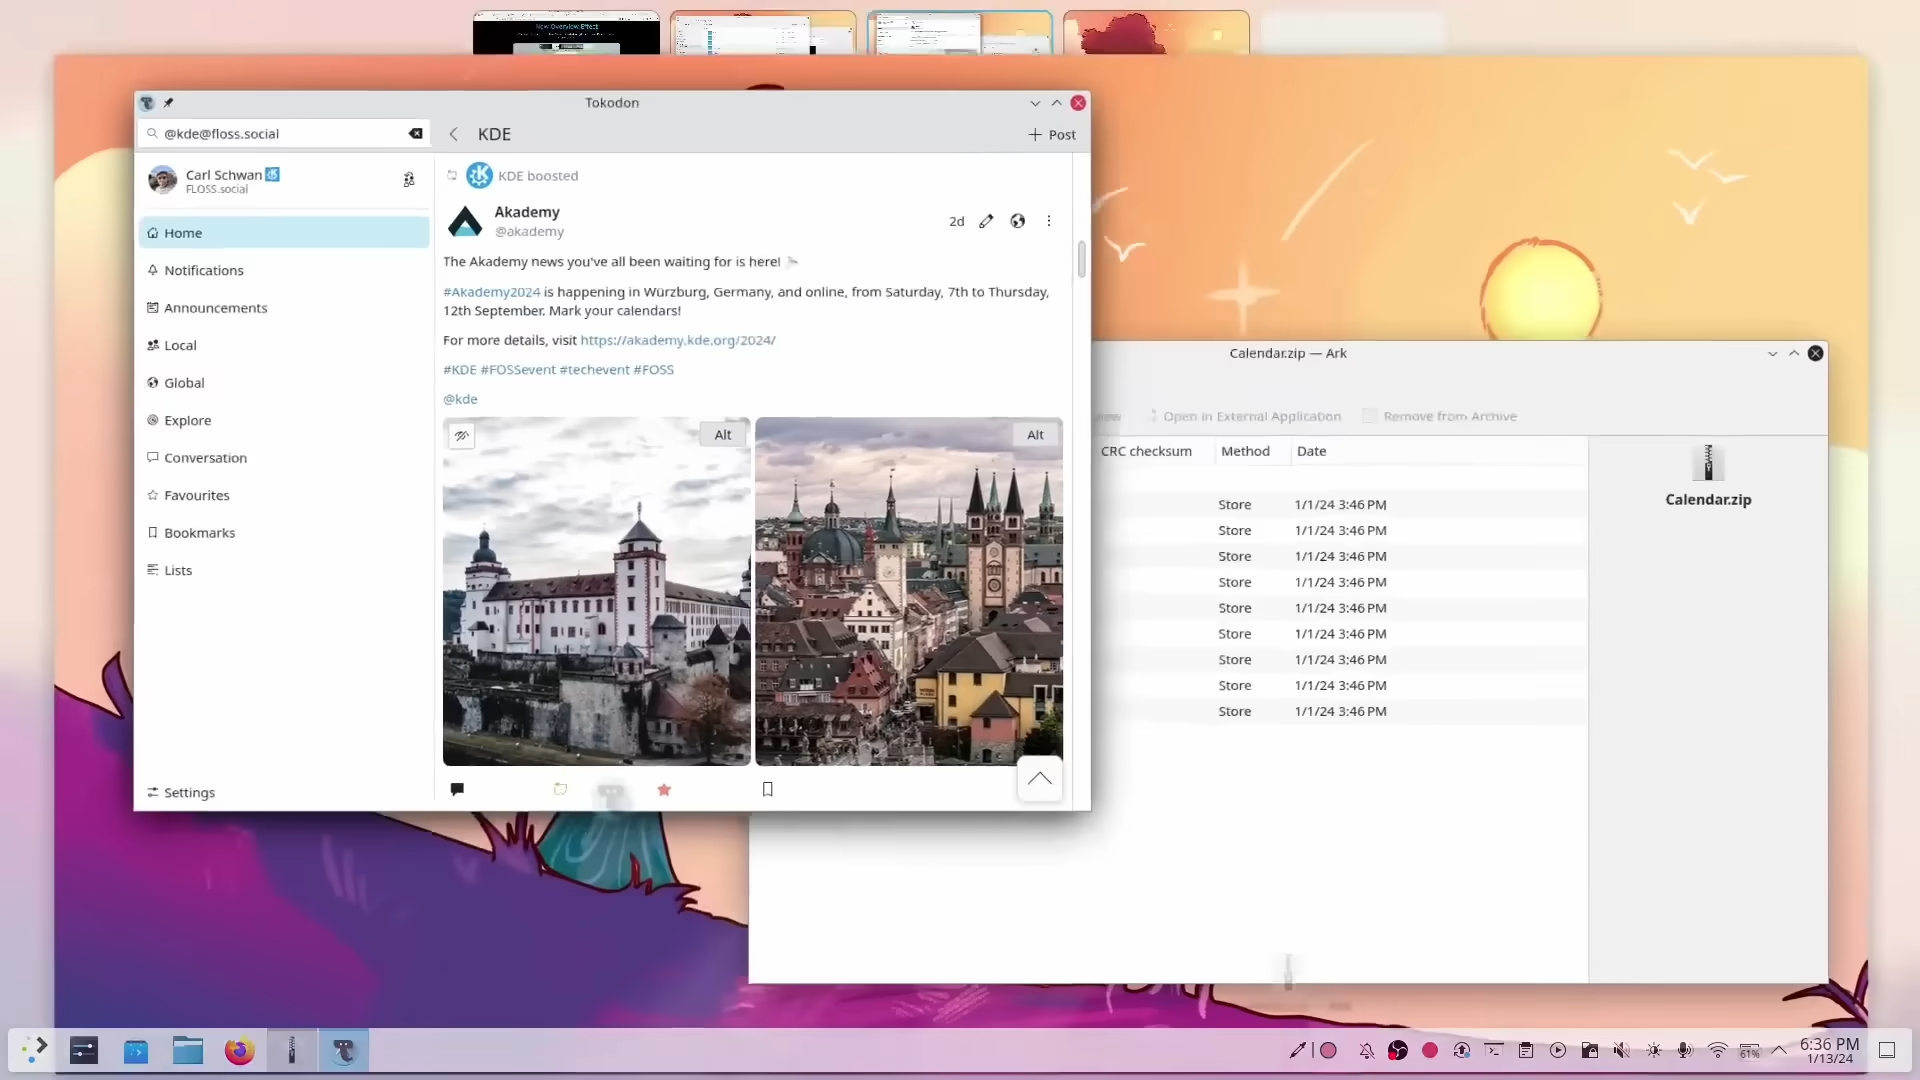 New Overview Effect
Tokodon
@kde@floss.social
KDE
Post
Carl Schwan
FLOSS.social
Home
Notifications
Announcements
Local
Global
Explore
Conversation
Favourites
Bookmarks
Lists
Settings
KDE boosted
Akademy
@akademy
2d
The Akademy news you've all been waiting for is here!
#Akademy2024 is happening in Würzburg, Germany, and online, from Saturday, 7th to Thursday,
12th September. Mark your calendars!
For more details, visit https://akademy.kde.org/2024/
#KDE #FOSSevent #techevent #FOSS
@kde
Alt
Alt
Calendar.zip — Ark
Open in External Application
Remove from Archive
CRC checksum
Method
Date
Store 1/1/24 3:46 PM
Store 1/1/24 3:46 PM
Store 1/1/24 3:46 PM
Store 1/1/24 3:46 PM
Store 1/1/24 3:46 PM
Store 1/1/24 3:46 PM
Store 1/1/24 3:46 PM
Store 1/1/24 3:46 PM
Store 1/1/24 3:46 PM
Calendar.zip
61%
6:36 PM
1/13/24